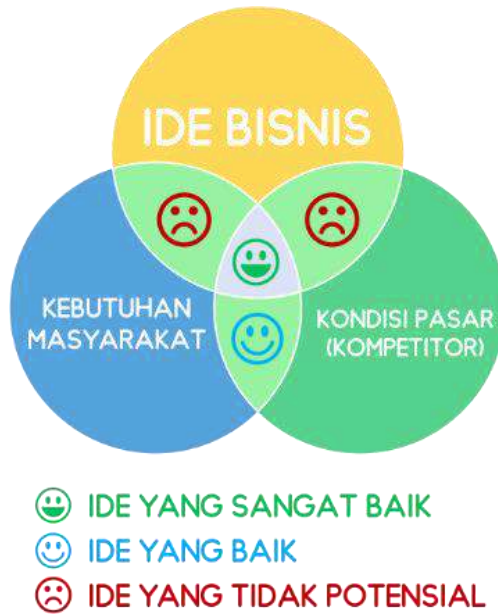 IDE BISNIS
KEBUTUHAN
MASYARAKAT
KONDISI PASAR
(KOMPETITOR)
IDE YANG SANGAT BAIK
IDE YANG BAIK
IDE YANG TIDAK POTENSIAL